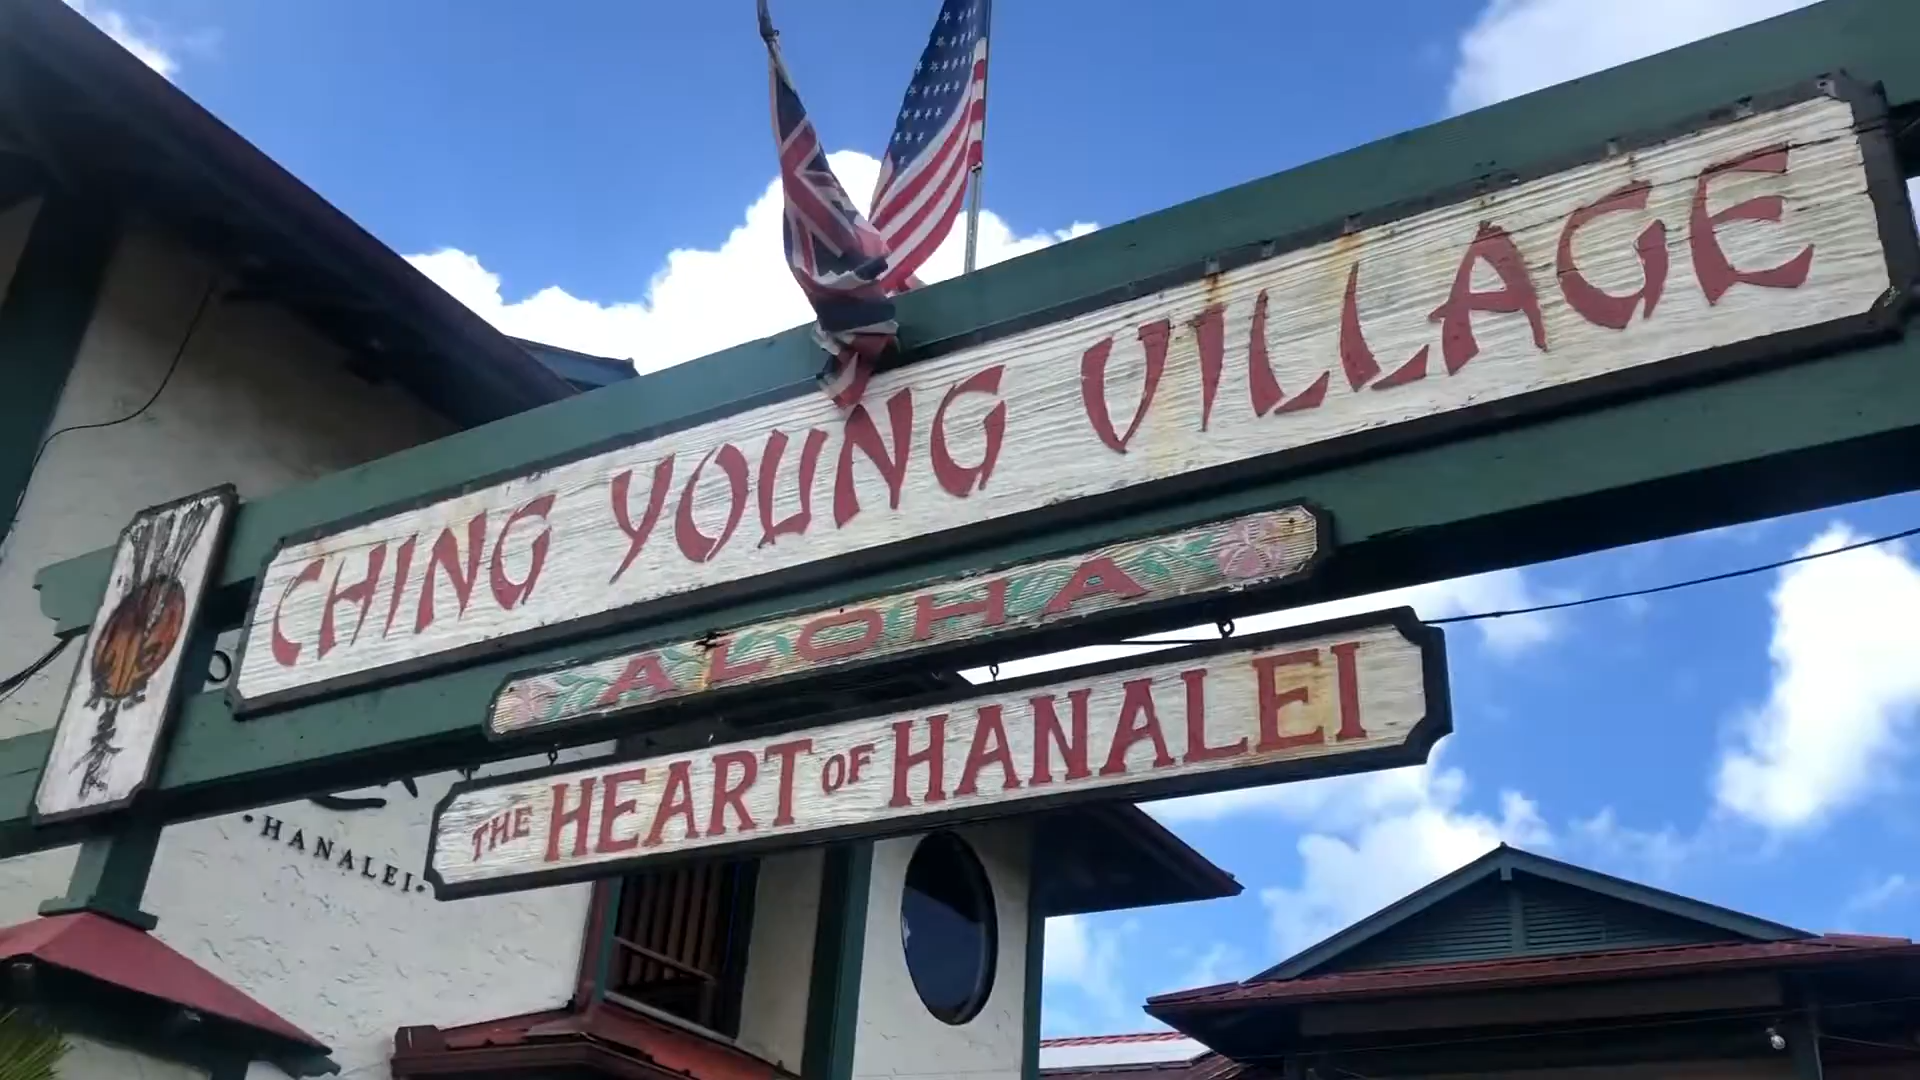 CHING YOUNG VILLAGE
ALOHA
THE HEART OF HANALEI
•HANALEI•